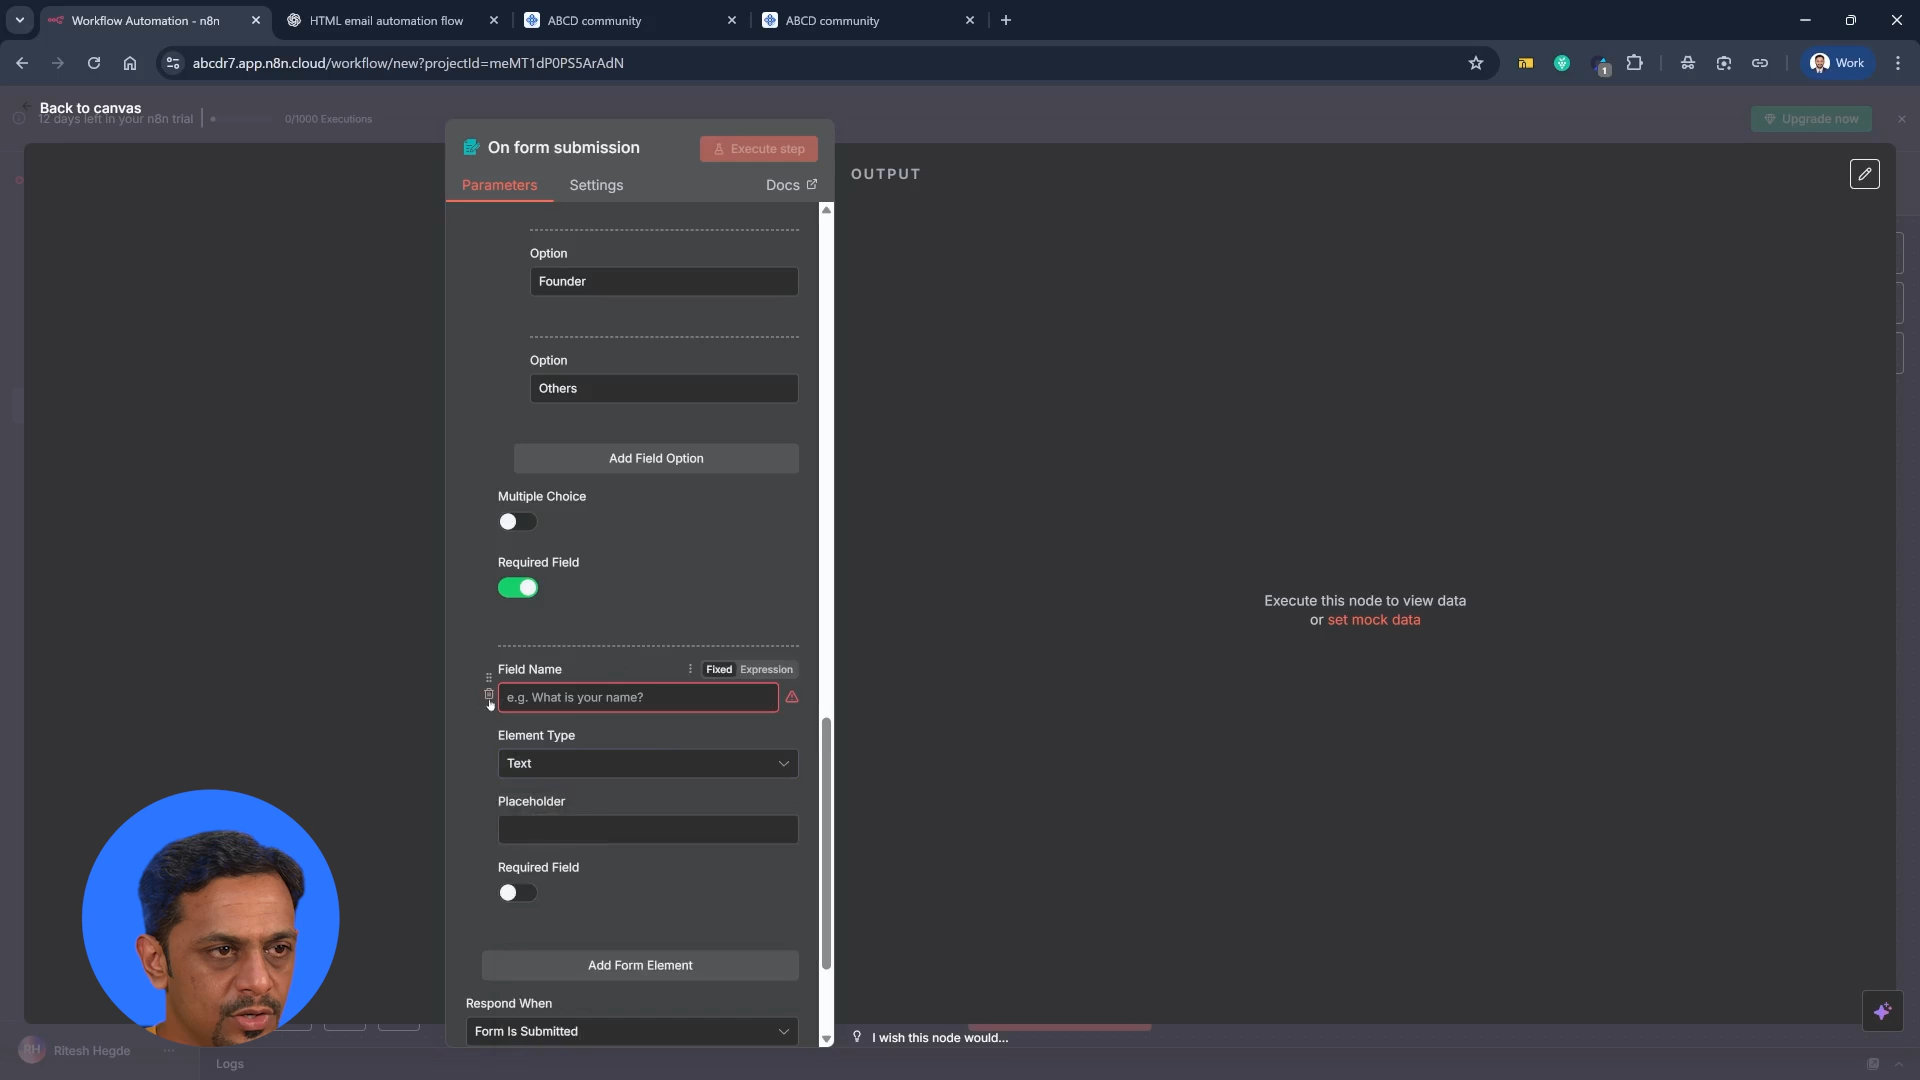 Workflow Automation - n8n
HTML email automation flow
ABCD community
ABCD community
abcdr7.app.n8n.cloud/workflow/new?projectId=meMT1dP0PS5ArAdN
1
Work
Back to canvas
12 days left in your n8n trial
0/1000 Executions
Upgrade now
On form submission
Execute step
Parameters
Settings
Docs
OUTPUT
Option
Founder
Option
Others
Add Field Option
Multiple Choice
Required Field
Field Name
Fixed
Expression
e.g. What is your name?
Element Type
Text
Placeholder
Required Field
Add Form Element
Respond When
Form Is Submitted
Execute this node to view data
or set mock data
I wish this node would...
RH
Ritesh Hegde
Logs